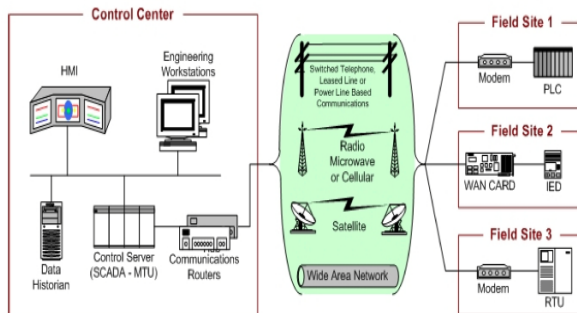 Control Center
HMI
Engineering
Workstations
Data
Historian
Control Server
(SCADA - MTU)
Communications
Routers
Switched Telephone,
Leased Line or
Power Line Based
Communications
Radio
Microwave
or Cellular
Satellite
Wide Area Network
Field Site 1
Modem
PLC
Field Site 2
WAN CARD
IED
Field Site 3
Modem
RTU